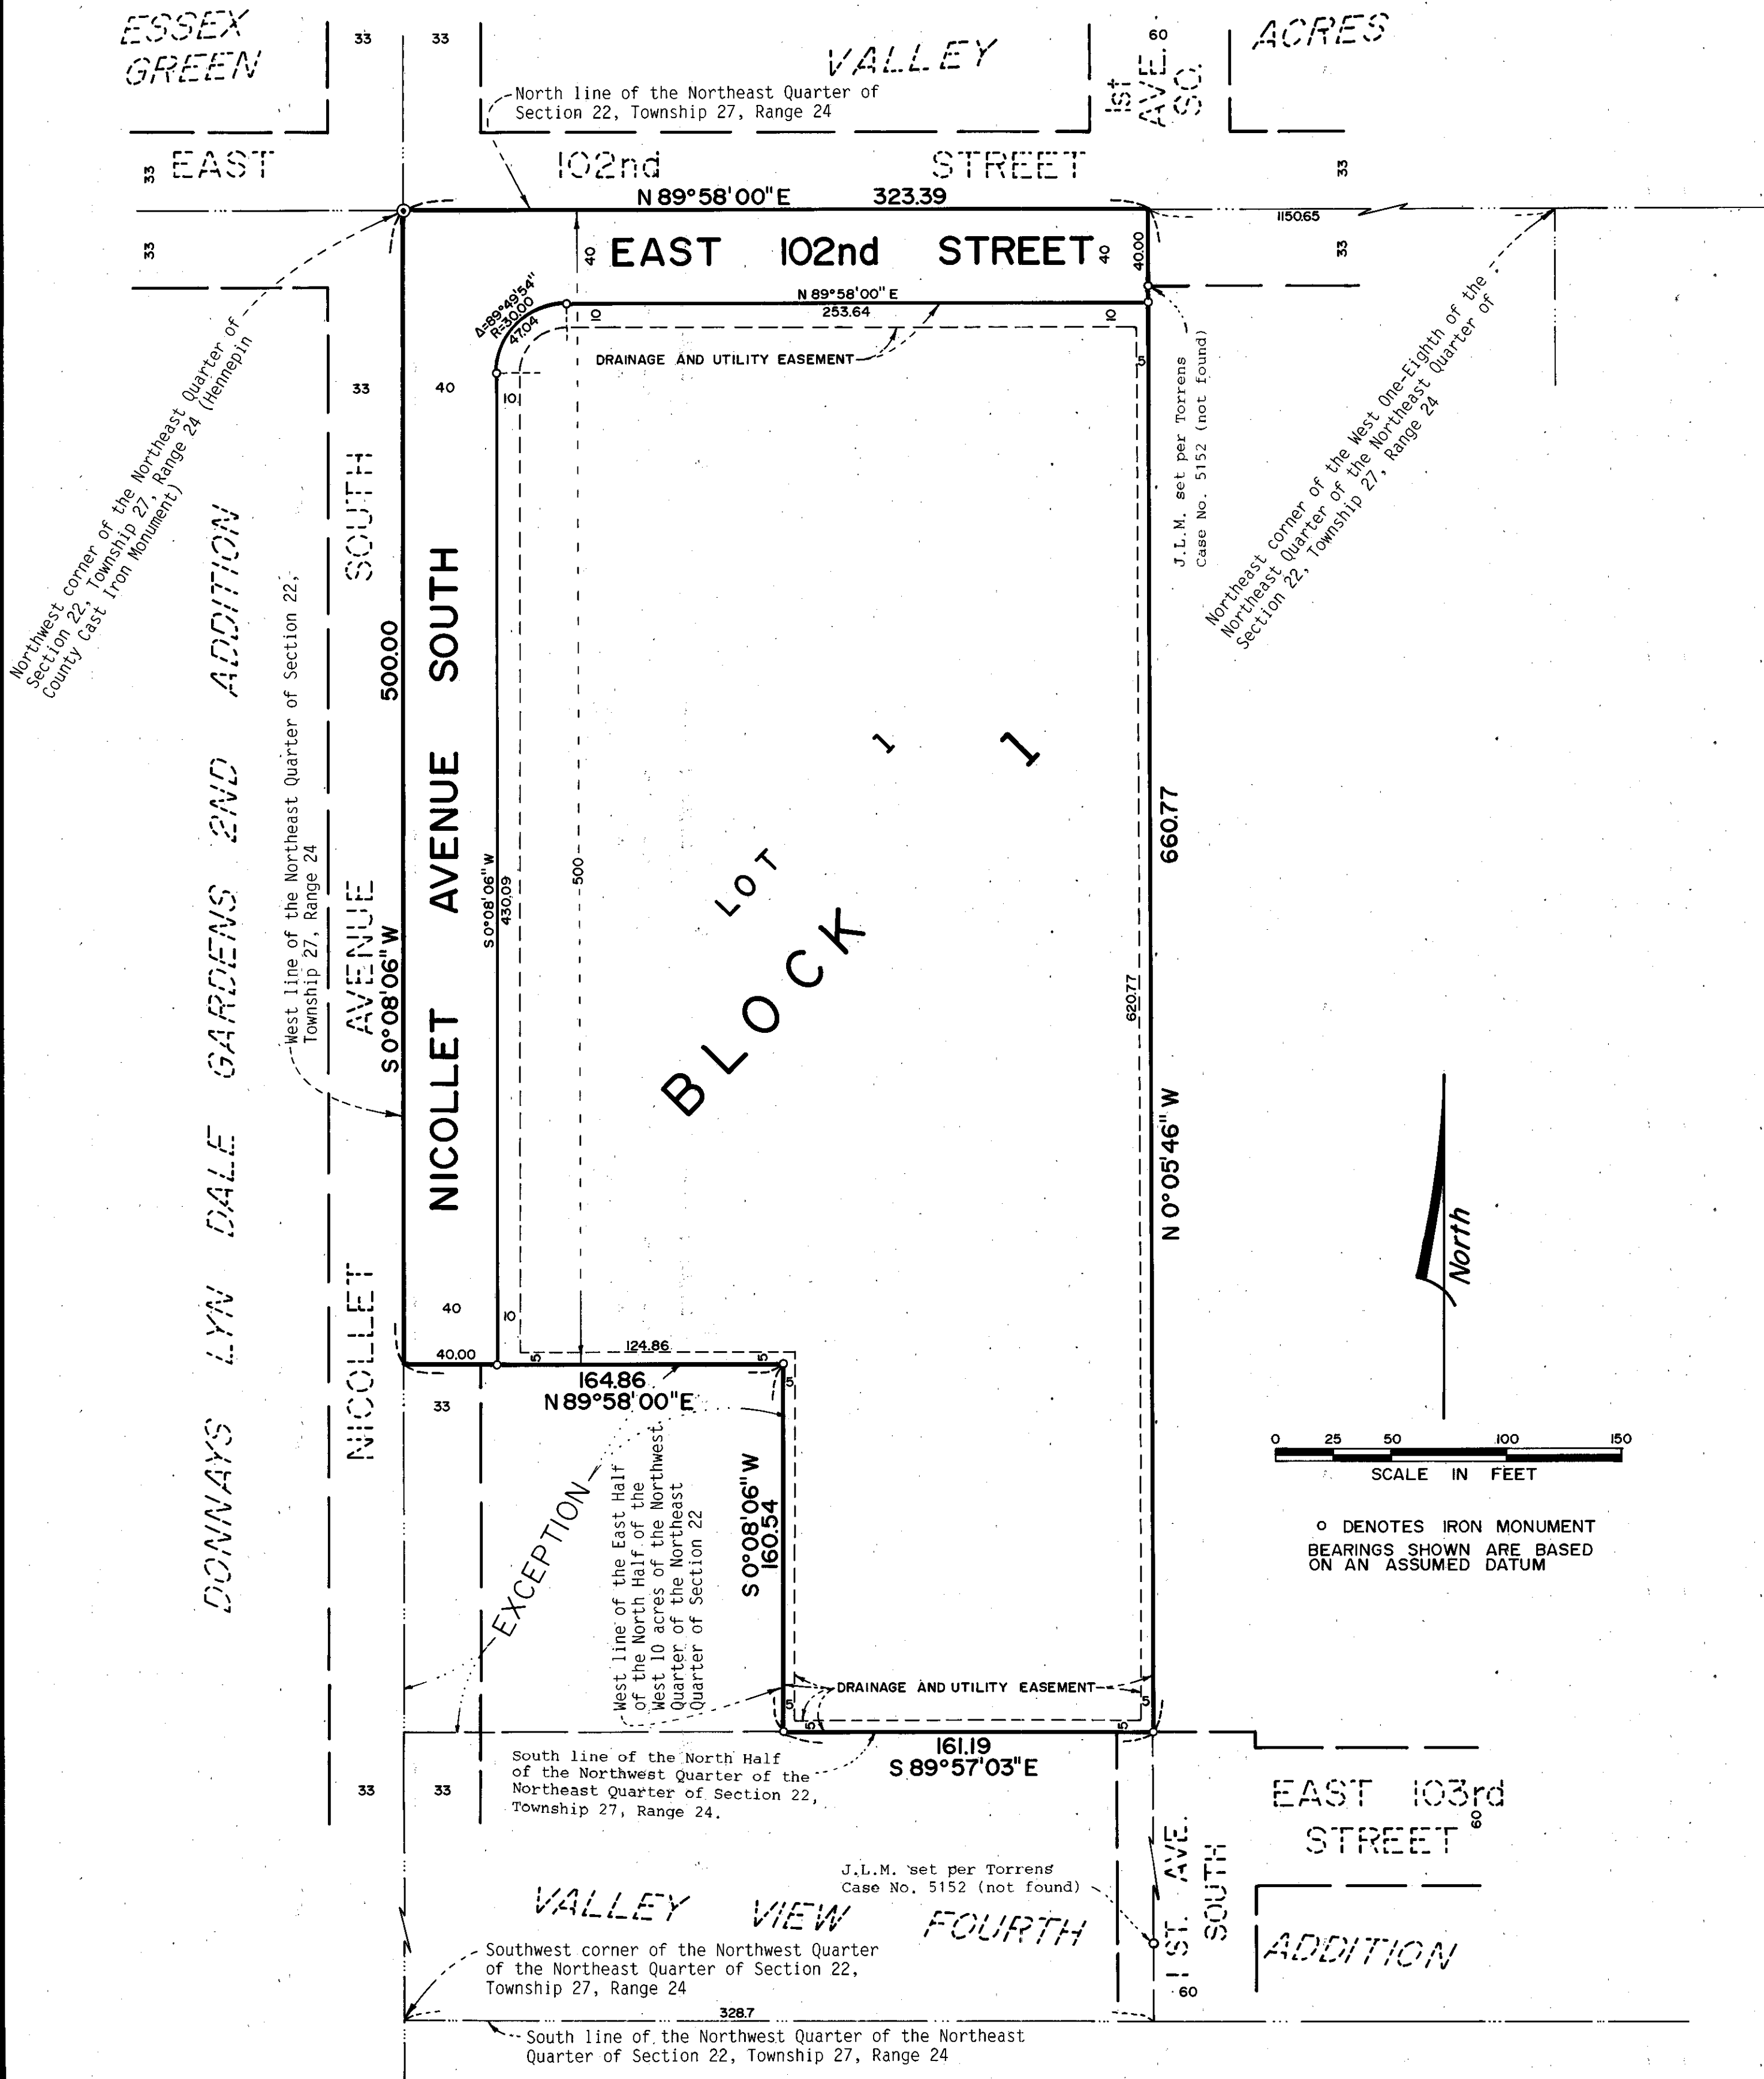 ESSEX
GREEN
33
33
VALLEY
60
1st
AVE.
SO.
ACRES
North line of the Northeast Quarter of
Section 22, Township 27, Range 24
33
EAST 102nd STREET
33
N 89°58'00" E 323.39
1150.65
33
40
EAST 102nd STREET
40
40.00
33
N 89°58'00" E
253.64
Δ=89°49'54"
R=30.00
47.04
10
10
DRAINAGE AND UTILITY EASEMENT
5
33
40
10
Northwest corner of the Northeast Quarter of
Section 22, Township 27, Range 24 (Hennepin
County Cast Iron Monument)
J.L.M. set per Torrens
Case No. 5152 (not found)
Northeast corner of the West One-Eighth of the
Northeast Quarter of the Northeast Quarter of
Section 22, Township 27, Range 24
DONNAYS LYN DALE GARDENS 2ND ADDITION
West line of the Northeast Quarter of Section 22,
Township 27, Range 24
NICOLLET AVENUE SOUTH
S 0°08'06" W 500.00
NICOLLET AVENUE SOUTH
S 0°08'06" W
430.09
500
LOT 1
BLOCK 1
620.77
N 0°05'46" W 660.77
North
40
10
40.00
5
124.86
5
164.86
N 89°58'00" E
5
33
0 25 50 100 150
SCALE IN FEET
EXCEPTION
West line of the East Half
of the North Half of the
West 10 acres of the Northwest
Quarter of the Northeast
Quarter of Section 22
S 0°08'06" W
160.54
o DENOTES IRON MONUMENT
BEARINGS SHOWN ARE BASED
ON AN ASSUMED DATUM
DRAINAGE AND UTILITY EASEMENT
5
5
5
5
161.19
S 89°57'03" E
South line of the North Half
of the Northwest Quarter of the
Northeast Quarter of Section 22,
Township 27, Range 24.
33
33
EAST 103rd
STREET
60
J.L.M. set per Torrens
Case No. 5152 (not found)
1 ST. AVE.
SOUTH
60
VALLEY VIEW FOURTH ADDITION
Southwest corner of the Northwest Quarter
of the Northeast Quarter of Section 22,
Township 27, Range 24
328.7
South line of the Northwest Quarter of the Northeast
Quarter of Section 22, Township 27, Range 24